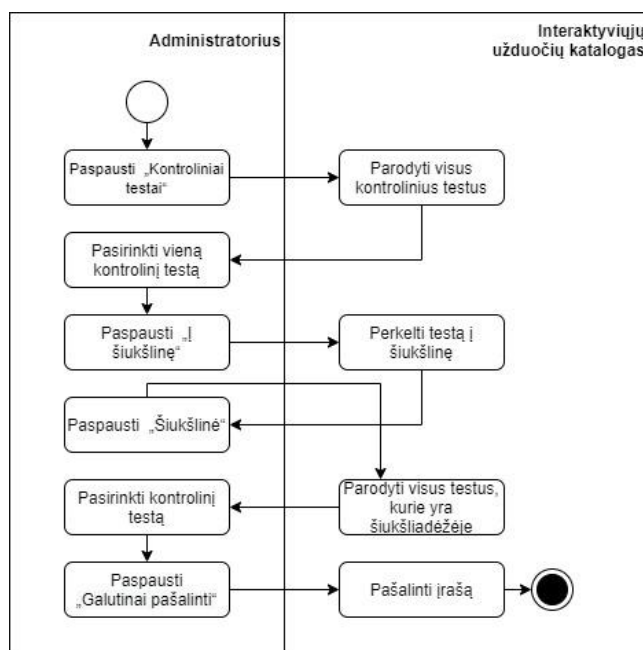 Administratorius
Interaktyviųjų
užduočių katalogas
Paspausti „Kontroliniai
testai“
Parodyti visus
kontrolinius testus
Pasirinkti vieną
kontrolinį testą
Paspausti „Į
šiukšlinę“
Perkelti testą į
šiukšlinę
Paspausti „Šiukšlinė“
Parodyti visus testus,
kurie yra
šiukšliadėžėje
Pasirinkti kontrolinį
testą
Paspausti
„Galutinai pašalinti“
Pašalinti įrašą